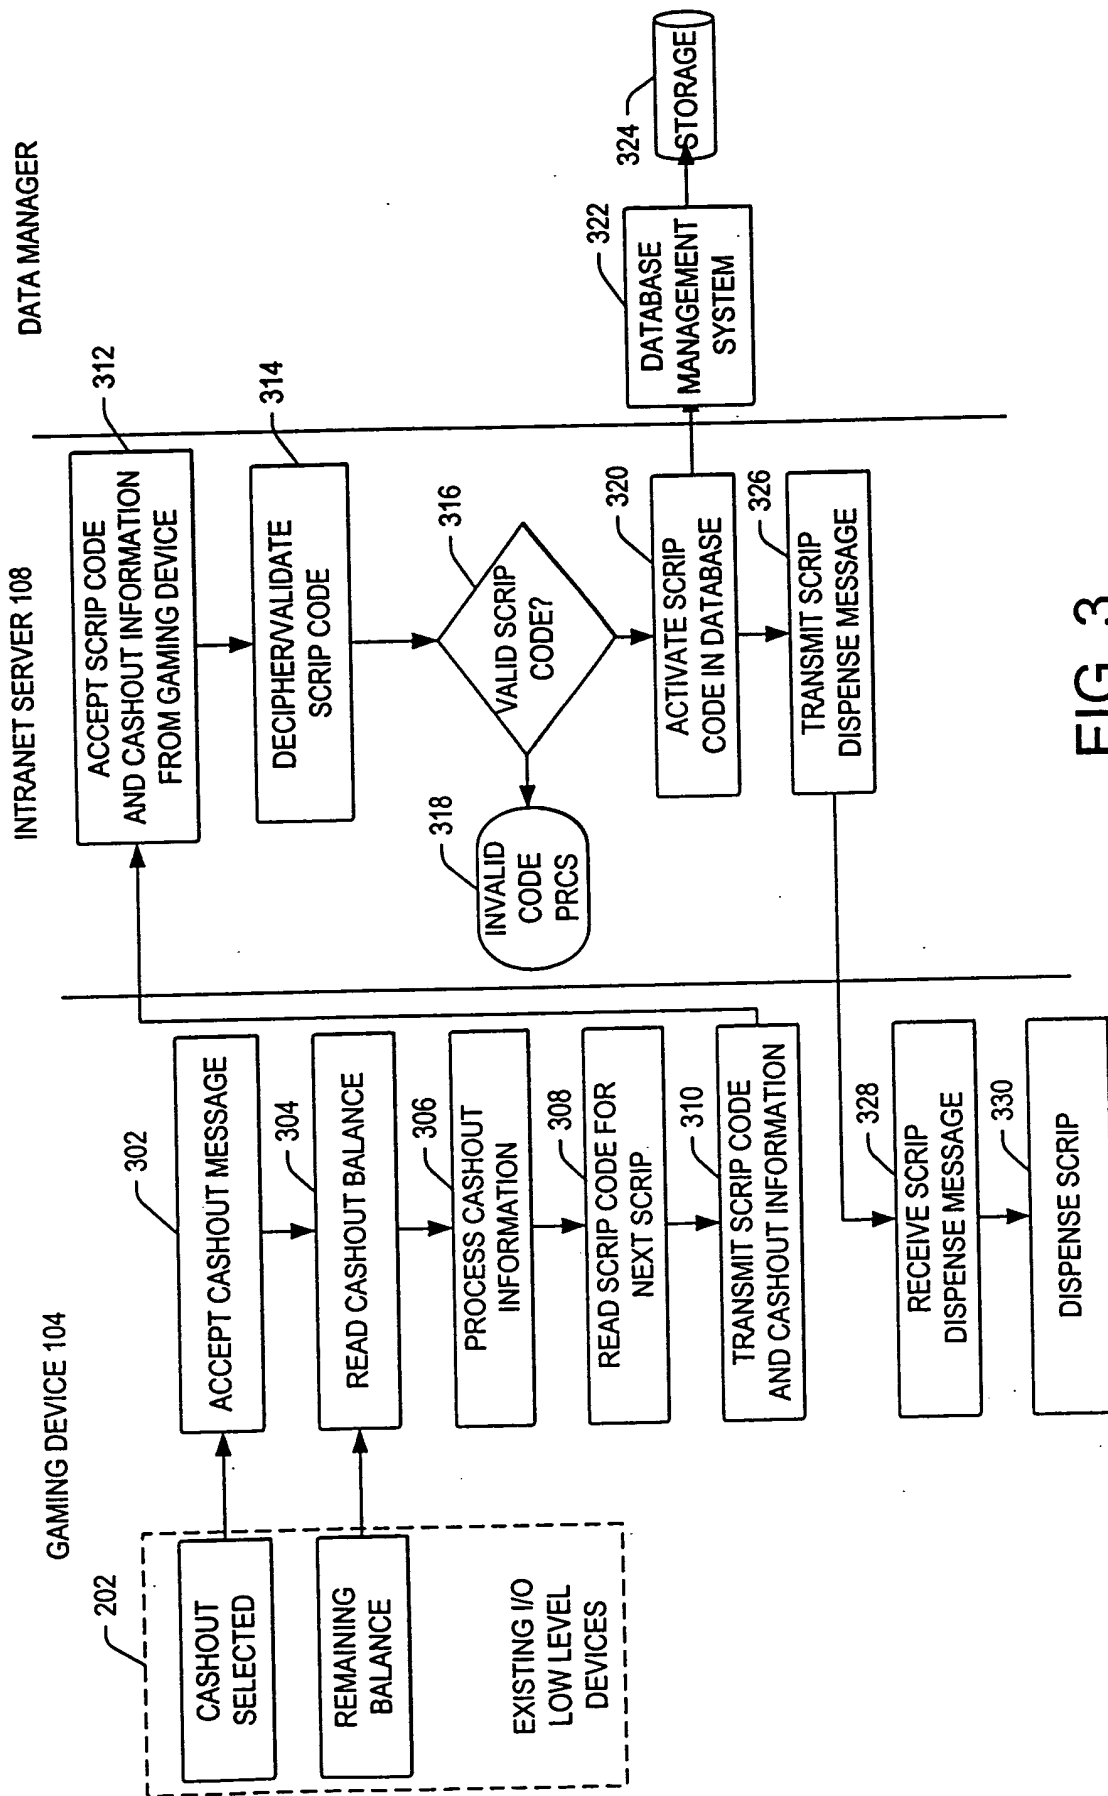 GAMING DEVICE 104
INTRANET SERVER 108
DATA MANAGER
202
CASHOUT
SELECTED
REMAINING
BALANCE
EXISTING I/O
LOW LEVEL
DEVICES
302
ACCEPT CASHOUT MESSAGE
304
READ CASHOUT BALANCE
306
PROCESS CASHOUT
INFORMATION
308
READ SCRIP CODE FOR
NEXT SCRIP
310
TRANSMIT SCRIP CODE
AND CASHOUT INFORMATION
312
ACCEPT SCRIP CODE
AND CASHOUT INFORMATION
FROM GAMING DEVICE
314
DECIPHER/VALIDATE
SCRIP CODE
316
VALID SCRIP
CODE?
318
INVALID
CODE
PRCS
320
ACTIVATE SCRIP
CODE IN DATABASE
322
DATABASE
MANAGEMENT
SYSTEM
324
STORAGE
326
TRANSMIT SCRIP
DISPENSE MESSAGE
328
RECEIVE SCRIP
DISPENSE MESSAGE
330
DISPENSE SCRIP
FIG. 3